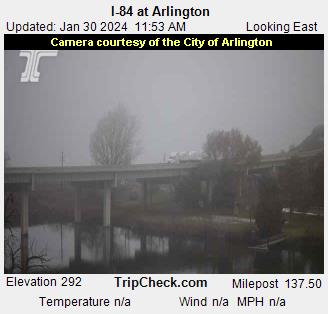 I-84 at Arlington
Updated: Jan 30 2024 11:53 AM Looking East
Camera courtesy of the City of Arlington
Elevation 292 TripCheck.com Milepost 137.50
Temperature n/a Wind n/a MPH n/a